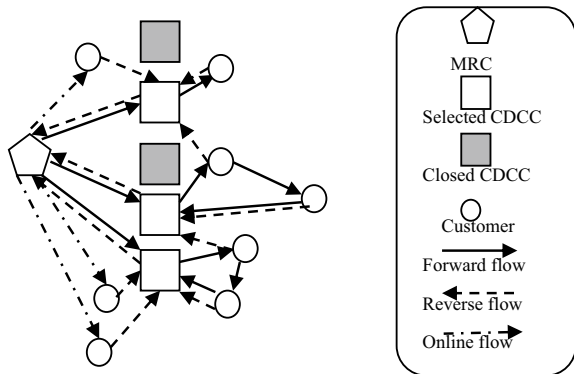 MRC
Selected CDCC
Closed CDCC
Customer
Forward flow
Reverse flow
Online flow